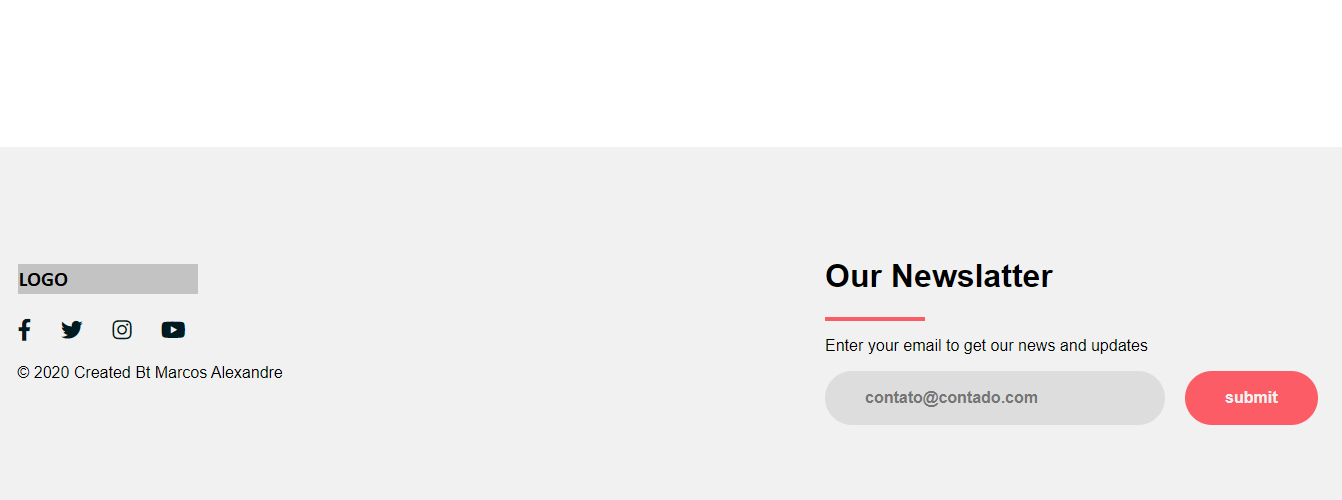 LOGO
© 2020 Created Bt Marcos Alexandre
Our Newslatter
Enter your email to get our news and updates
contato@contado.com
submit